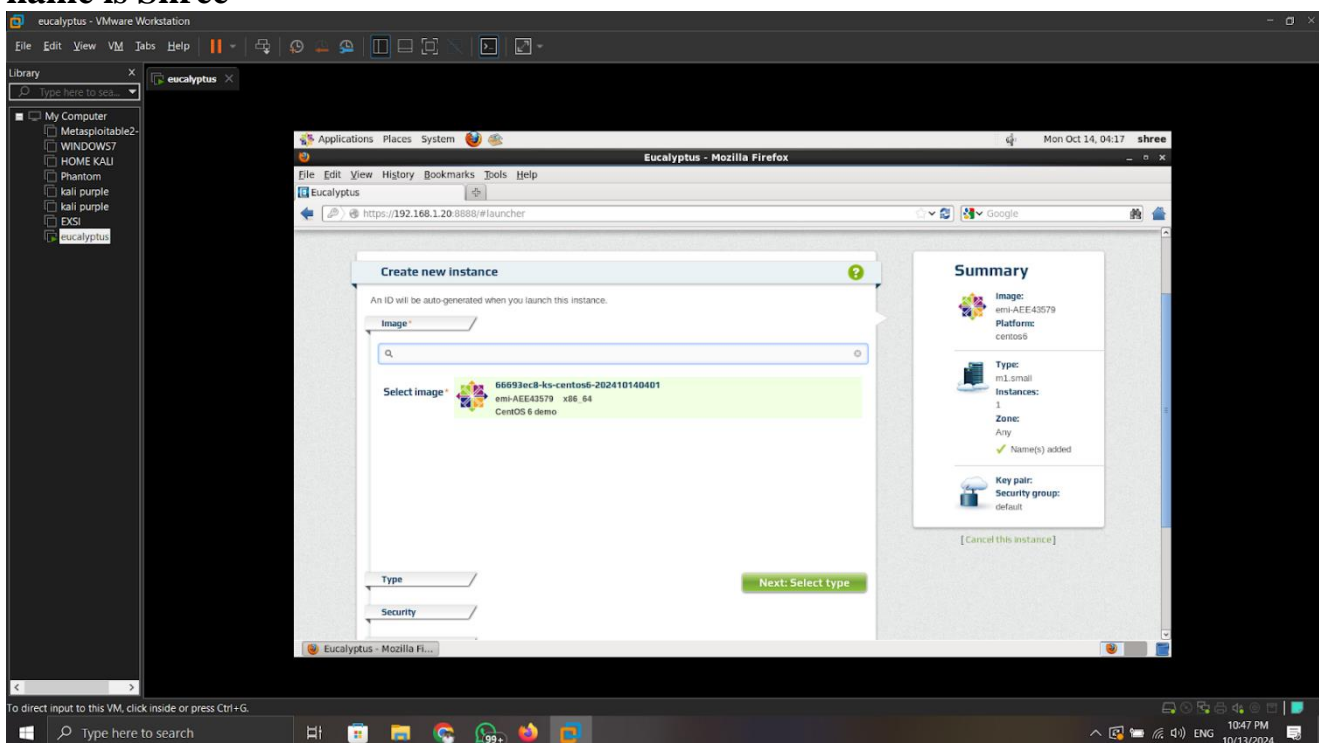 name is Shree
eucalyptus - VMware Workstation
File Edit View VM Tabs Help
Library
Type here to sea...
eucalyptus
My Computer
Metasploitable2-
WINDOWS7
HOME KALI
Phantom
kali purple
kali purple
EXSI
eucalyptus
Applications Places System
Mon Oct 14, 04:17 shree
Eucalyptus - Mozilla Firefox
File Edit View History Bookmarks Tools Help
Eucalyptus
https://192.168.1.20:8888/#launcher
Google
Create new instance
?
An ID will be auto-generated when you launch this instance.
Image *
Select image *
66693ec8-ks-centos6-202410140401
emi-AEE43579 x86_64
CentOS 6 demo
Type
Next: Select type
Security
Summary
Image:
emi-AEE43579
Platform:
centos6
Type:
m1.small
Instances:
1
Zone:
Any
Name(s) added
Key pair:
Security group:
default
[Cancel this instance]
Eucalyptus - Mozilla Fi...
To direct input to this VM, click inside or press Ctrl+G.
Type here to search
99+
ENG
10:47 PM
10/13/2024